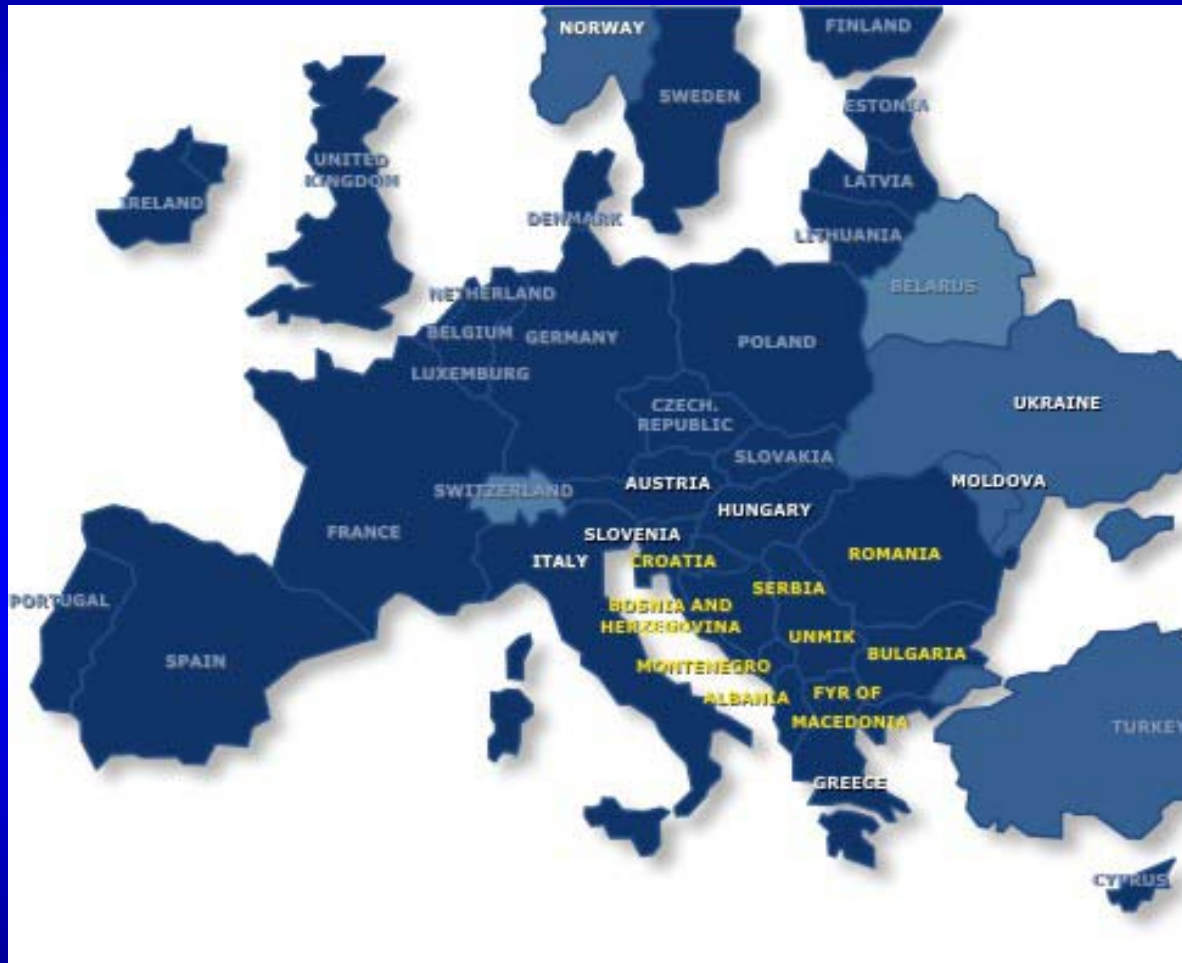 NORWAY
FINLAND
SWEDEN
ESTONIA
UNITED
KINGDOM
LATVIA
IRELAND
DENMARK
LITHUANIA
BELARUS
NETHERLAND
BELGIUM
GERMANY
POLAND
LUXEMBURG
CZECH.
REPUBLIC
UKRAINE
SLOVAKIA
SWITZERLAND
AUSTRIA
MOLDOVA
HUNGARY
FRANCE
SLOVENIA
ITALY
CROATIA
ROMANIA
SERBIA
PORTUGAL
BOSNIA AND
HERZEGOVINA
UNMIK
BULGARIA
SPAIN
MONTENEGRO
ALBANIA
FYR OF
MACEDONIA
TURKEY
GREECE
CYPRUS